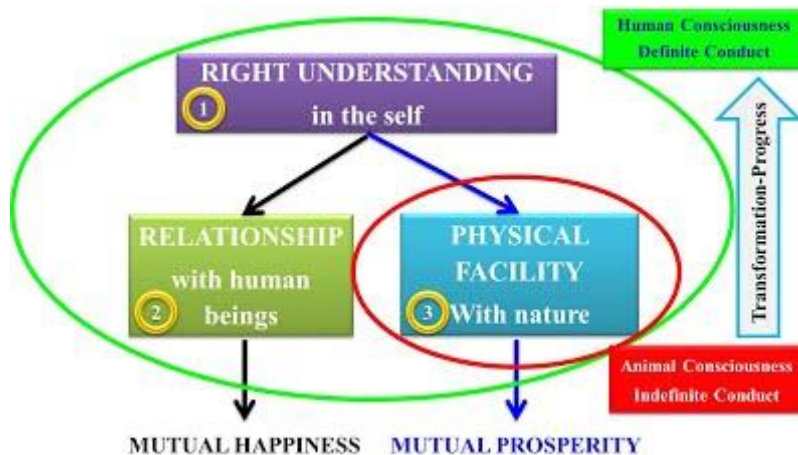 Human Consciousness
Definite Conduct
RIGHT UNDERSTANDING
1
in the self
RELATIONSHIP
with human
2
beings
PHYSICAL
FACILITY
3
With nature
Transformation-Progress
Animal Consciousness
Indefinite Conduct
MUTUAL HAPPINESS
MUTUAL PROSPERITY